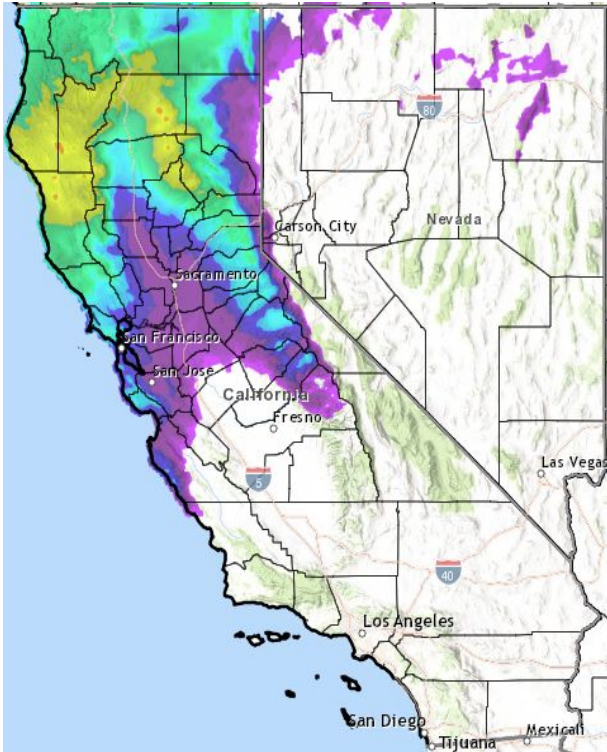 80
Nevada
Carson City
Sacramento
San Francisco
San José
California
Fresno
Las Vegas
5
40
Los Angeles
San Diego
Tijuana
Mexicali